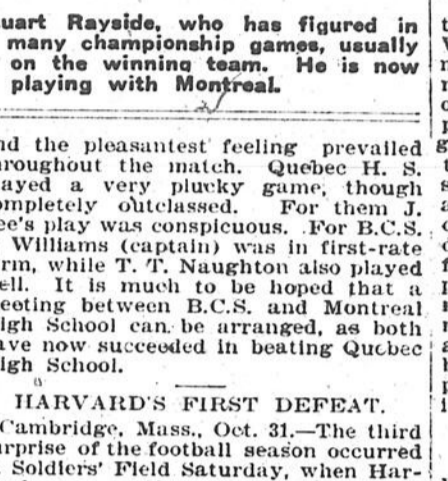 uart Rayside, who has figured in
many championship games, usually
on the winning team. He is now
playing with Montreal.
nd the pleasantest feeling prevailed
hroughout the match. Quebec H. S.
ayed a very plucky game, though
ompletely outclassed. For them J.
ee's play was conspicuous. For B.C.S.
Williams (captain) was in first-rate
rm, while T. T. Naughton also played
ell. It is much to be hoped that a
eeting between B.C.S. and Montreal
igh School can be arranged, as both
ave now succeeded in beating Quebec
igh School.
HARVARD'S FIRST DEFEAT.
Cambridge, Mass., Oct. 31.—The third
urprise of the football season occurred
Soldiers' Field Saturday, when Har-